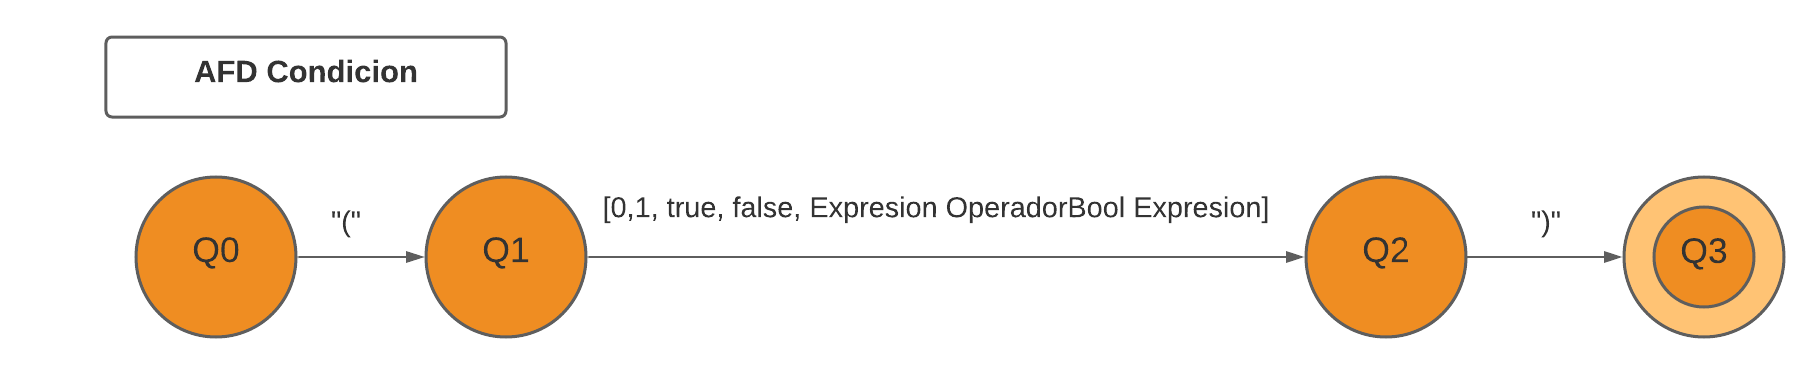 AFD Condicion
"("
[0,1, true, false, Expresion OperadorBool Expresion]
")"
Q0
Q1
Q2
Q3